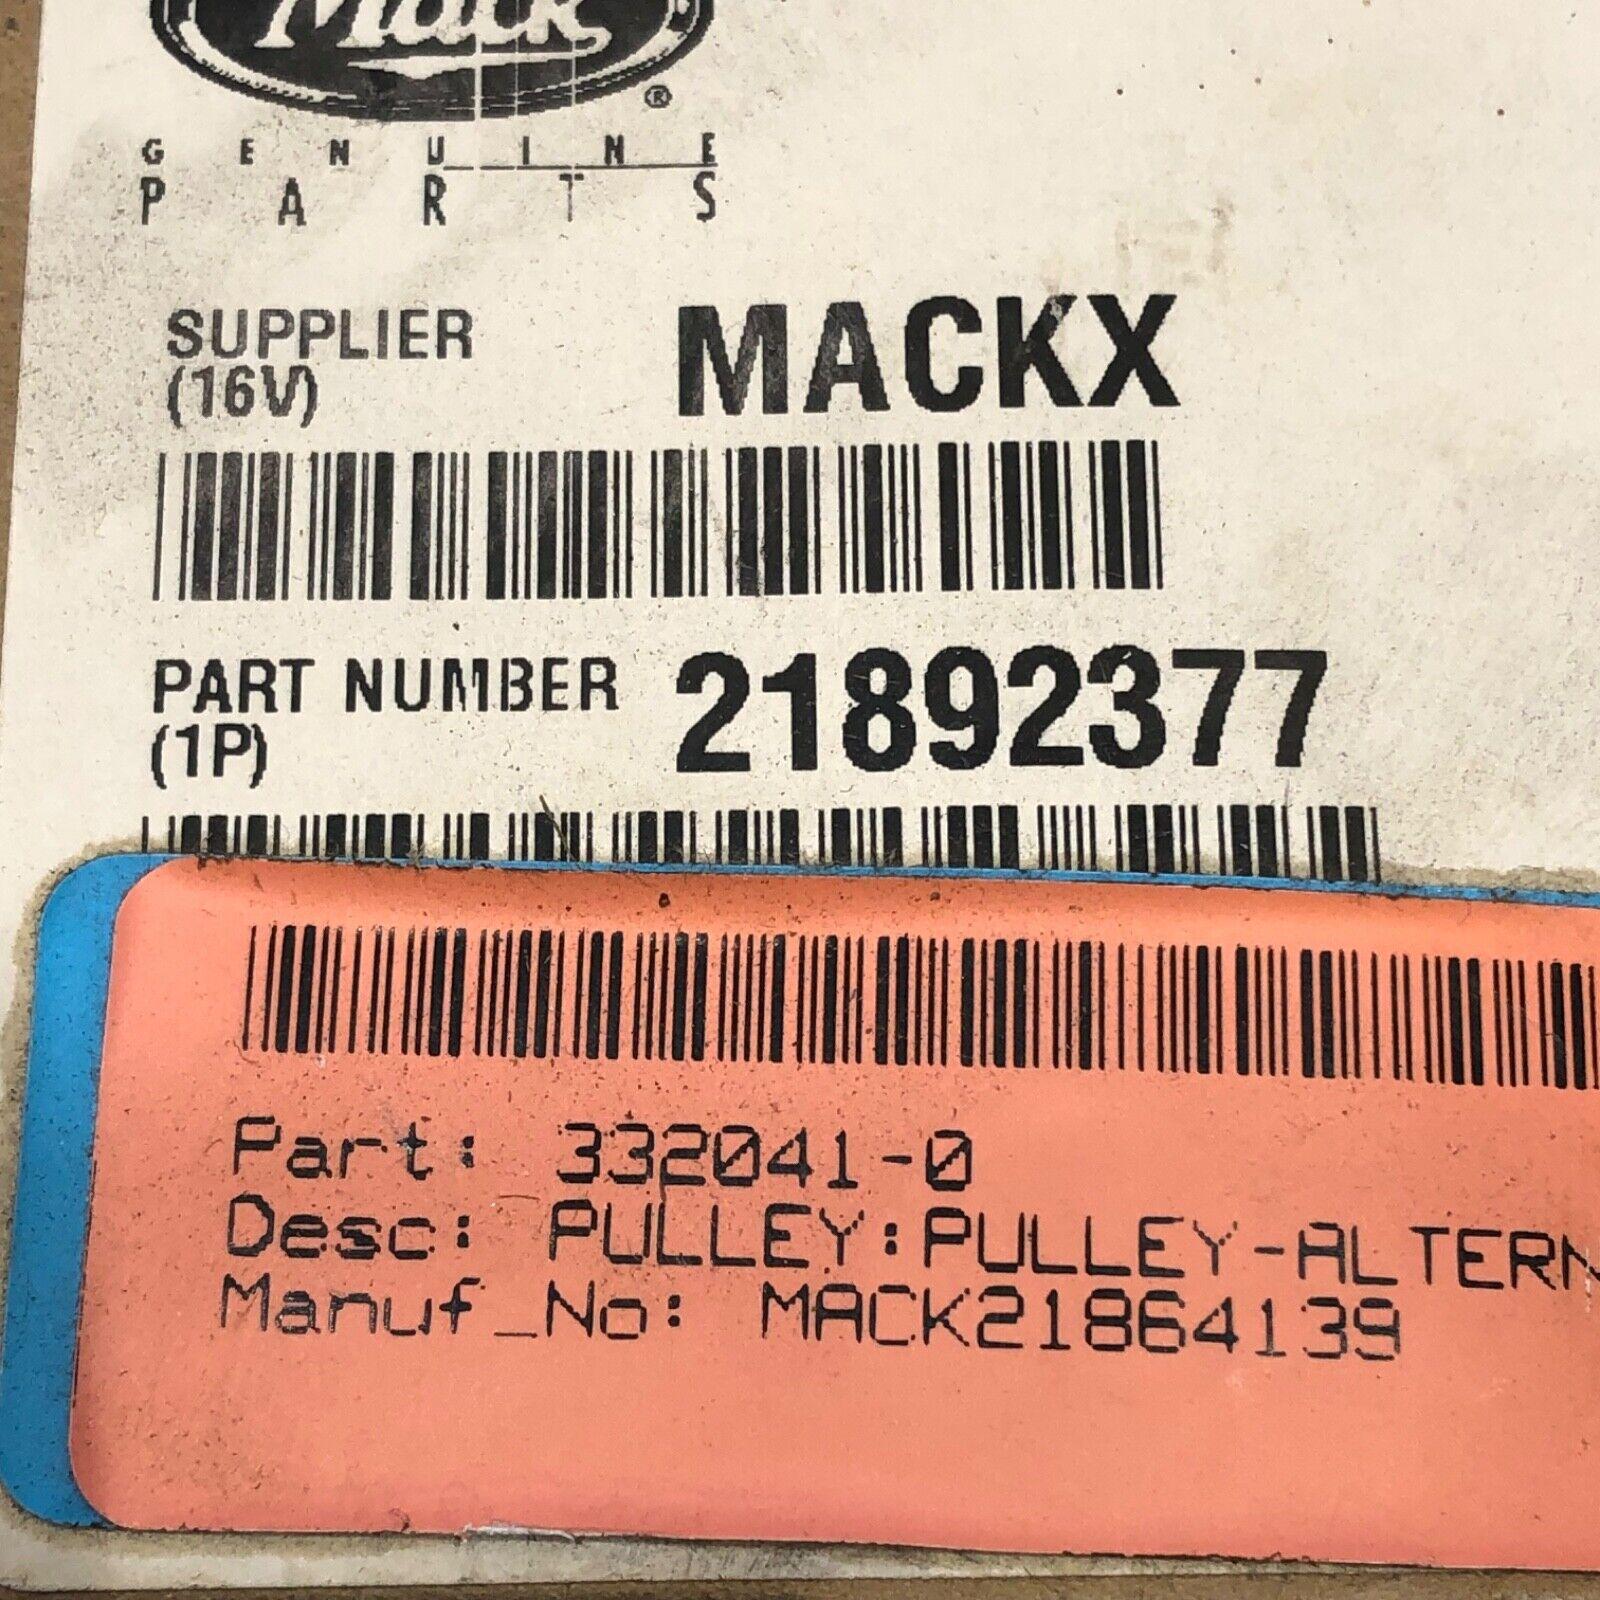 Mack
®
GENUINE
PARTS
SUPPLIER MACKX
(16V)
PART NUMBER 21892377
(1P)
Part: 332041-0
Desc: PULLEY:PULLEY-ALTERN
Manuf_No: MACK21864139